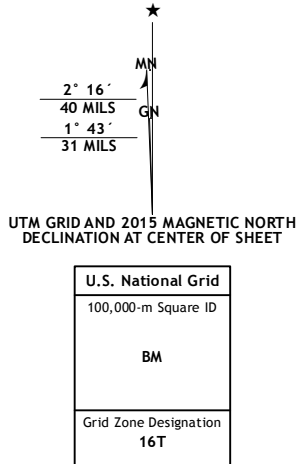 MN
2° 16´
40 MILS
GN
1° 43´
31 MILS
UTM GRID AND 2015 MAGNETIC NORTH
DECLINATION AT CENTER OF SHEET
U.S. National Grid
100,000-m Square ID
BM
Grid Zone Designation
16T